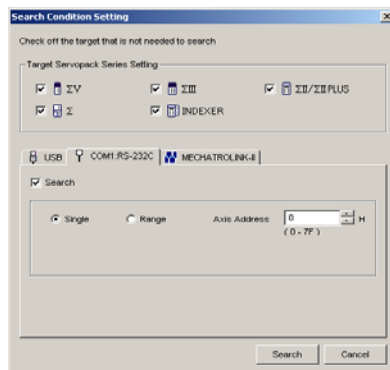 Search Condition Setting
Check off the target that is not needed to search
Target Servopack Series Setting
ΣV ΣIII ΣII/ΣIIPLUS
Σ INDEXER
USB COM1:RS-232C MECHATROLINK-II
Search
Single Range Axis Address 0 H
( 0 - 7F )
Search Cancel